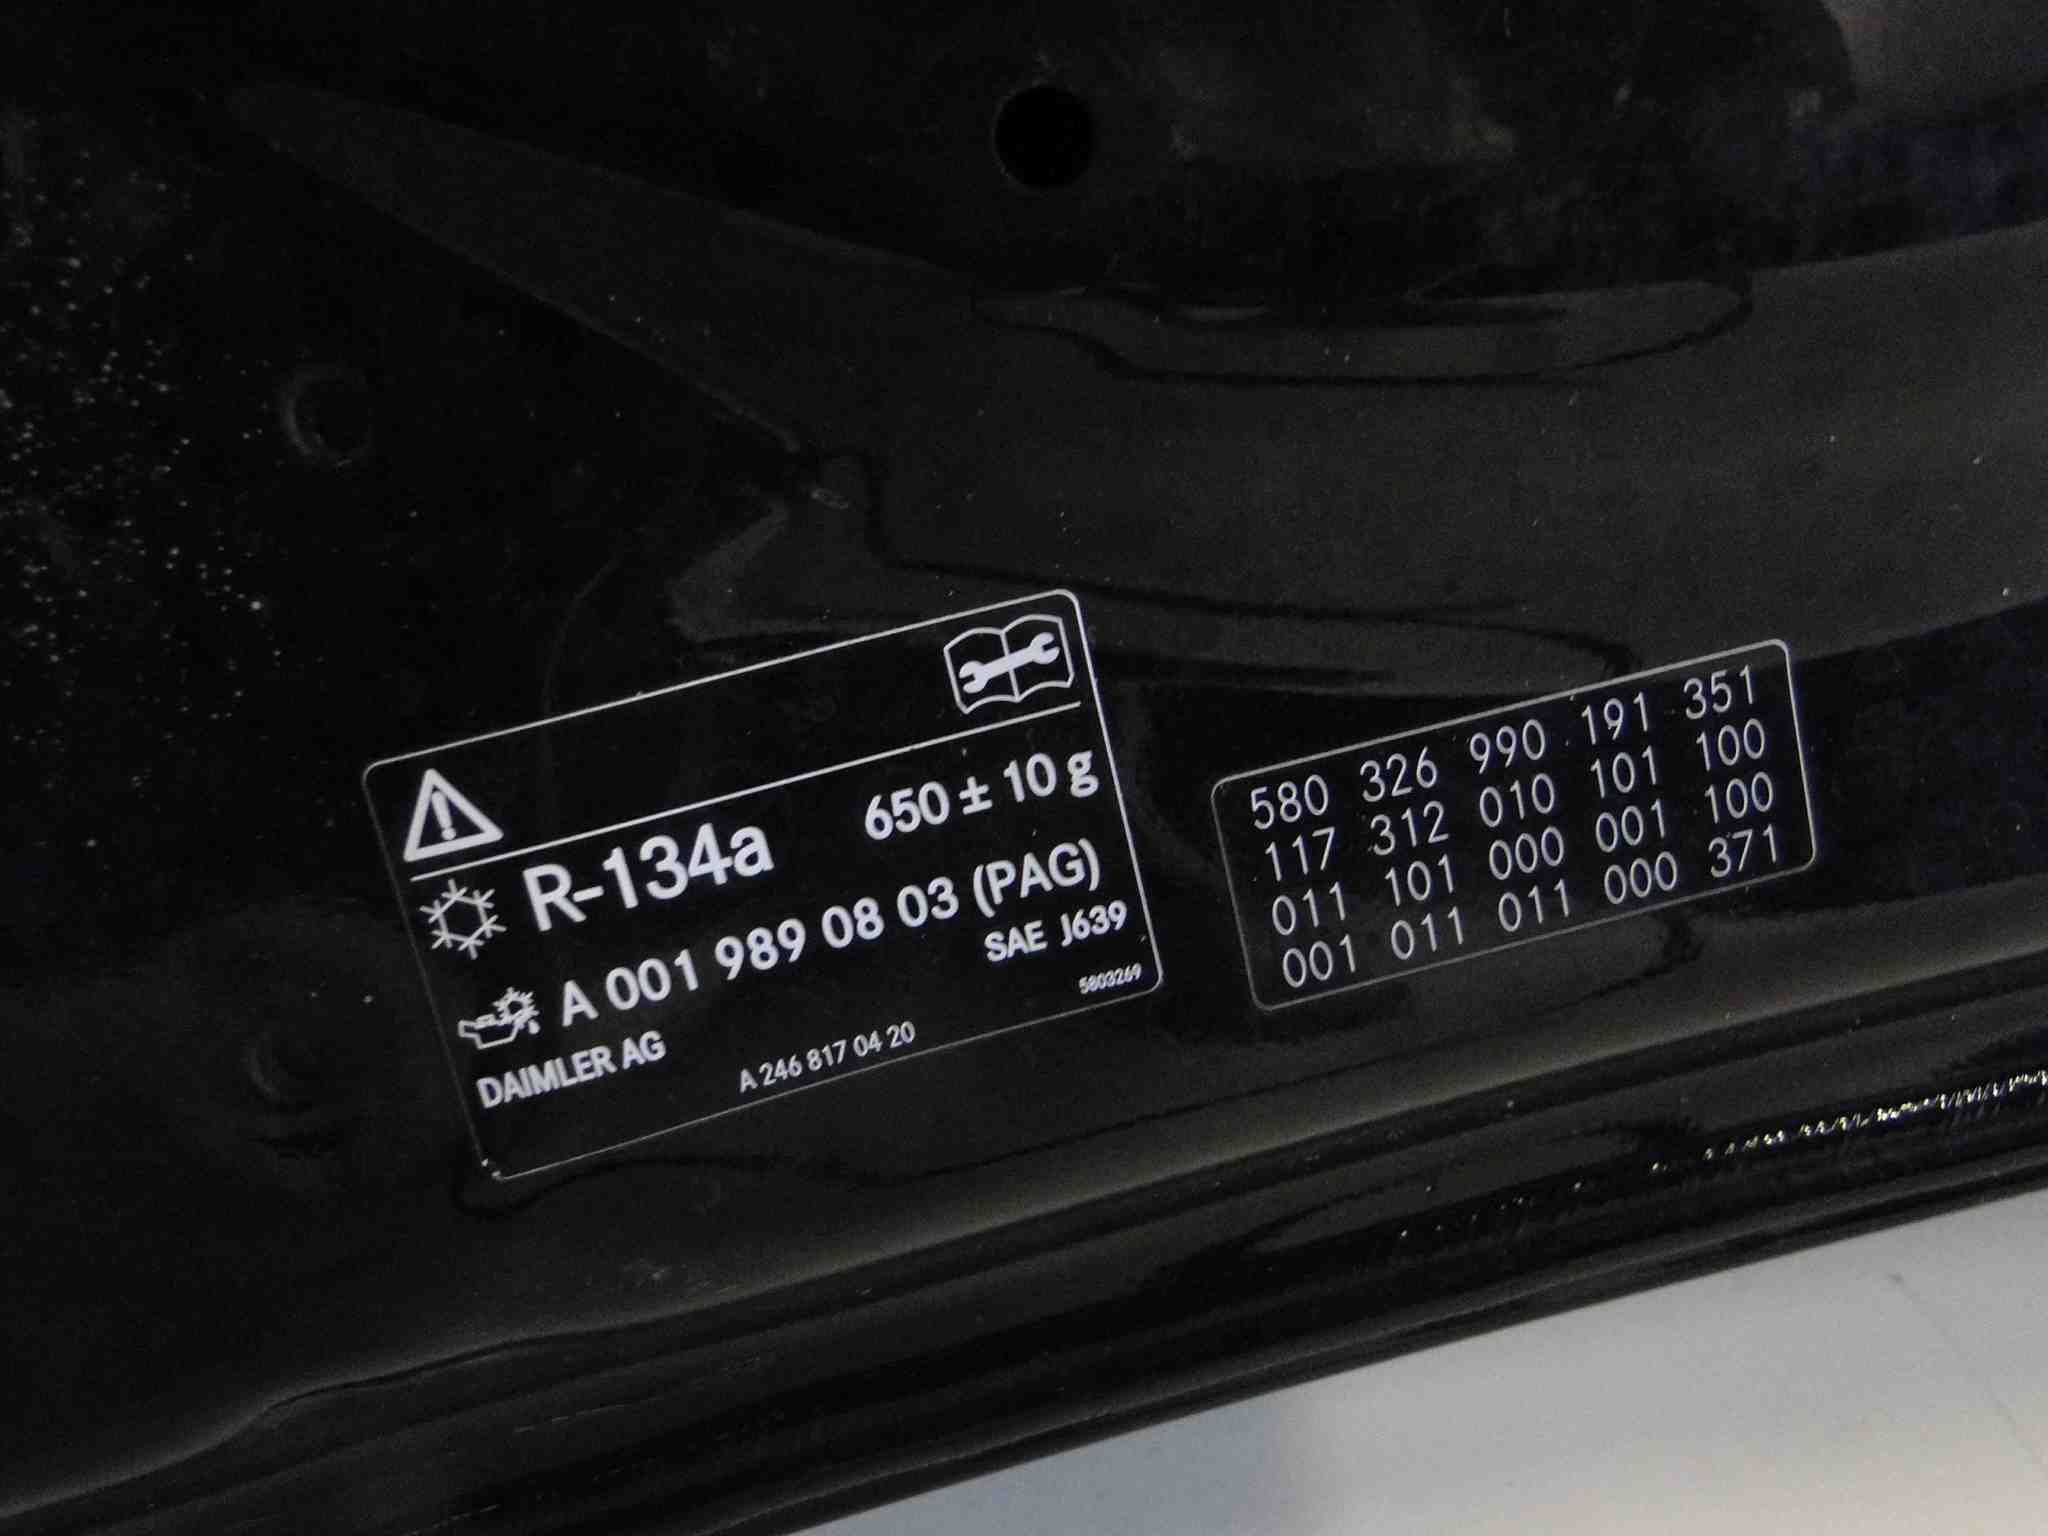 R-134a 650 ± 10 g
A 001 989 08 03 (PAG)
SAE J639
DAIMLER AG
A 246 817 04 20
5803269
580 326 990 191 351
117 312 010 101 100
011 101 000 001 100
001 011 011 000 371